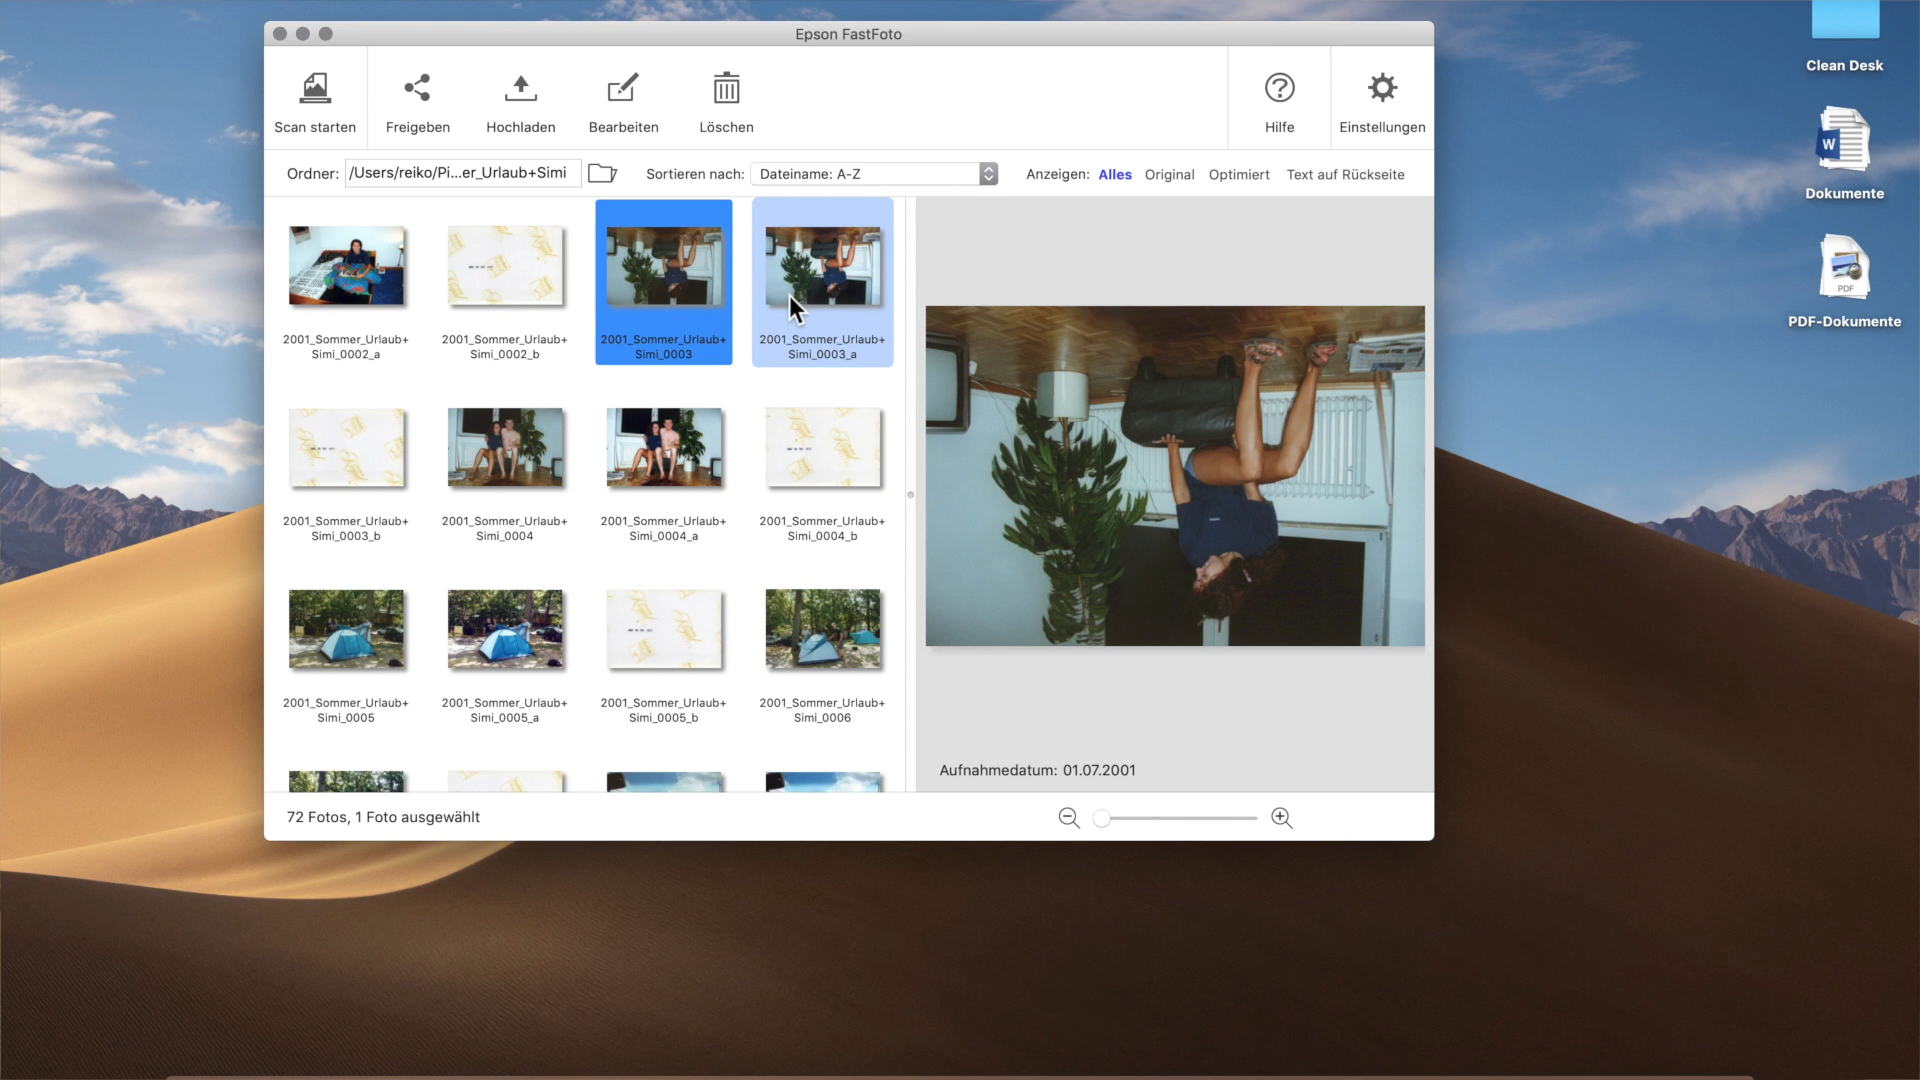 Epson FastFoto
Scan starten
Freigeben
Hochladen
Bearbeiten
Löschen
Hilfe
Einstellungen
Ordner: /Users/reiko/Pi...er_Urlaub+Simi
Sortieren nach: Dateiname: A-Z
Anzeigen: Alles Original Optimiert Text auf Rückseite
2001_Sommer_Urlaub+
Simi_0002_a
2001_Sommer_Urlaub+
Simi_0002_b
2001_Sommer_Urlaub+
Simi_0003
2001_Sommer_Urlaub+
Simi_0003_a
2001_Sommer_Urlaub+
Simi_0003_b
2001_Sommer_Urlaub+
Simi_0004
2001_Sommer_Urlaub+
Simi_0004_a
2001_Sommer_Urlaub+
Simi_0004_b
2001_Sommer_Urlaub+
Simi_0005
2001_Sommer_Urlaub+
Simi_0005_a
2001_Sommer_Urlaub+
Simi_0005_b
2001_Sommer_Urlaub+
Simi_0006
Aufnahmedatum: 01.07.2001
72 Fotos, 1 Foto ausgewählt
Clean Desk
W
Dokumente
PDF
PDF-Dokumente